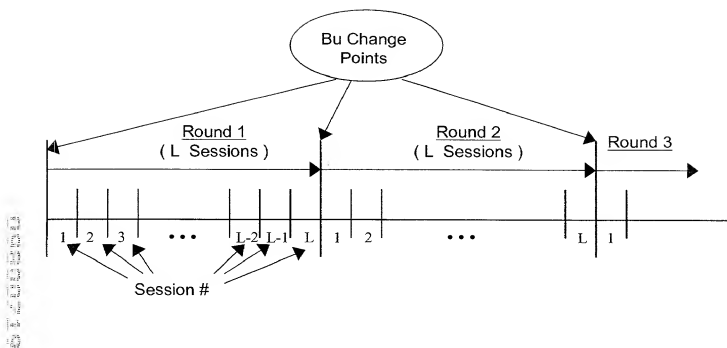 Bu Change
Points
Round 1
( L Sessions )
Round 2
( L Sessions )
Round 3
1 2 3 ••• L-2 L-1 L 1 2 ••• L 1
Session #